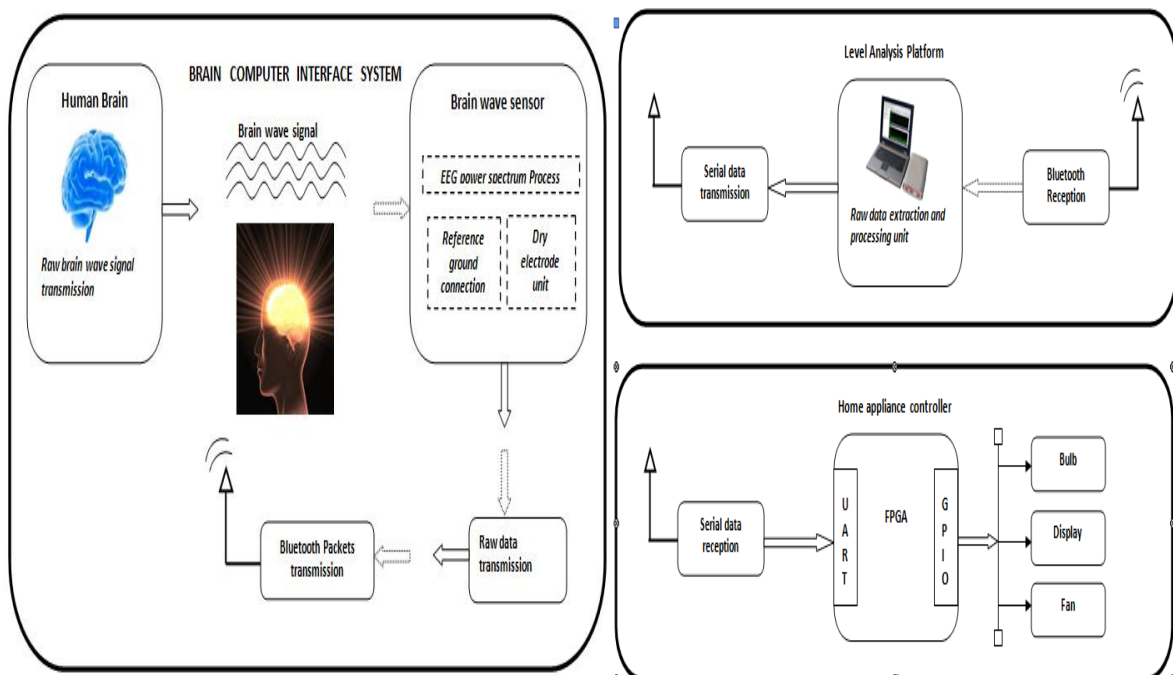 BRAIN COMPUTER INTERFACE SYSTEM
Human Brain
Raw brain wave signal
transmission
Brain wave signal
Brain wave sensor
EEG power spectrum Process
Reference
ground
connection
Dry
electrode
unit
Raw data
transmission
Bluetooth Packets
transmission
Level Analysis Platform
Serial data
transmission
Raw data extraction and
processing unit
Bluetooth
Reception
Home appliance controller
Serial data
reception
U
A
R
T
FPGA
G
P
I
O
Bulb
Display
Fan